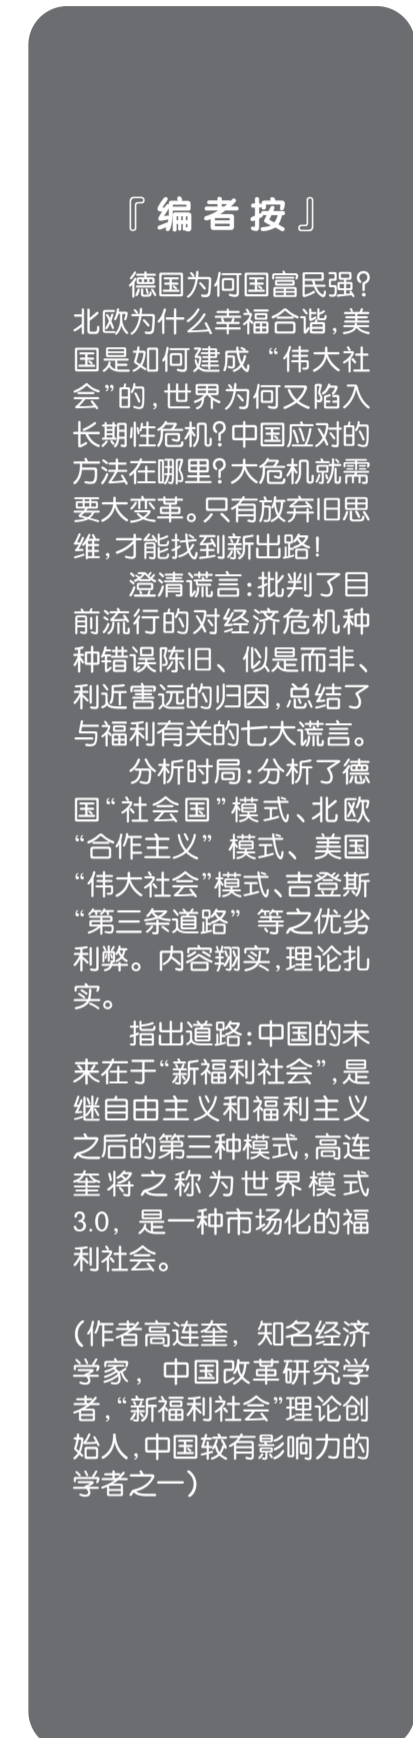 『编者按』
德国为何国富民强？
北欧为什么幸福合谐，美
国是如何建成“伟大社
会”的，世界为何又陷入
长期性危机？中国应对的
方法在哪里？大危机就需
要大变革。只有放弃旧思
维，才能找到新出路！
澄清谎言：批判了目
前流行的对经济危机种
种错误陈旧、似是而非、
利近害远的归因，总结了
与福利有关的七大谎言。
分析时局：分析了德
国“社会国”模式、北欧
“合作主义”模式、美国
“伟大社会”模式、吉登斯
“第三条道路”等之优劣
利弊。内容翔实，理论扎
实。
指出道路：中国的未
来在于“新福利社会”，是
继自由主义和福利主义
之后的第三种模式，高连
奎将之称为世界模式
3.0，是一种市场化的福
利社会。
（作者高连奎，知名经济
学家，中国改革研究学
者，“新福利社会”理论创
始人，中国较有影响力的
学者之一）